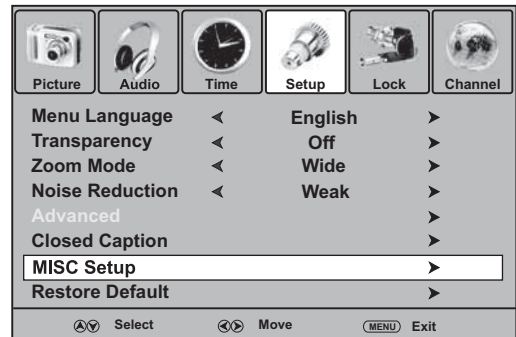 Picture Audio Time Setup Lock Channel
Menu Language English
Transparency Off
Zoom Mode Wide
Noise Reduction Weak
Advanced
Closed Caption
MISC Setup
Restore Default
Select Move MENU Exit